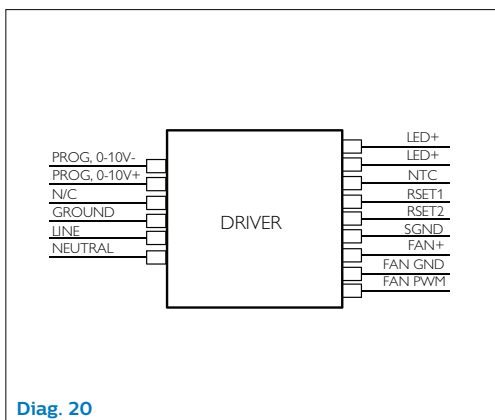 PROG, 0-10V-
PROG, 0-10V+
N/C
GROUND
LINE
NEUTRAL
DRIVER
LED+
LED+
NTC
RSET1
RSET2
SGND
FAN+
FAN GND
FAN PWM
Diag. 20